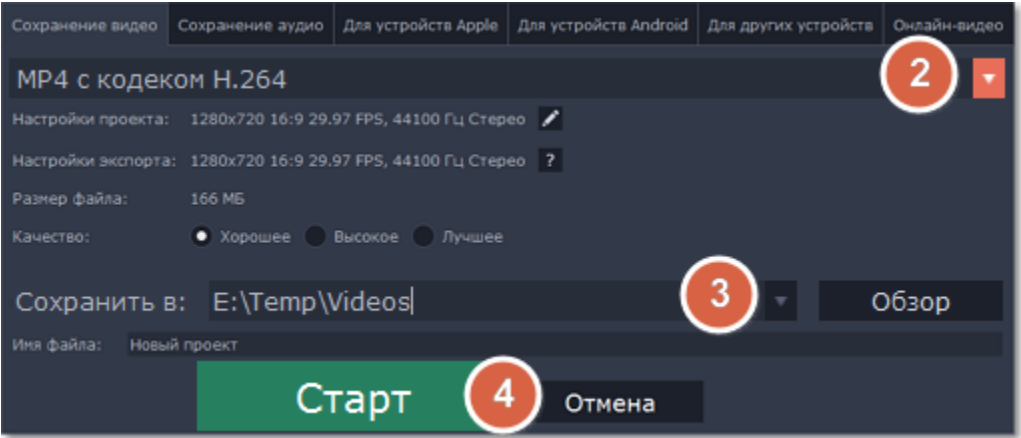 Сохранение видео Сохранение аудио Для устройств Apple Для устройств Android Для других устройств Онлайн-видео
MP4 с кодеком H.264 2
Настройки проекта: 1280x720 16:9 29.97 FPS, 44100 Гц Стерео
Настройки экспорта: 1280x720 16:9 29.97 FPS, 44100 Гц Стерео ?
Размер файла: 166 МБ
Качество: Хорошее Высокое Лучшее
Сохранить в: E:\Temp\Videos 3 Обзор
Имя файла: Новый проект
Старт 4 Отмена